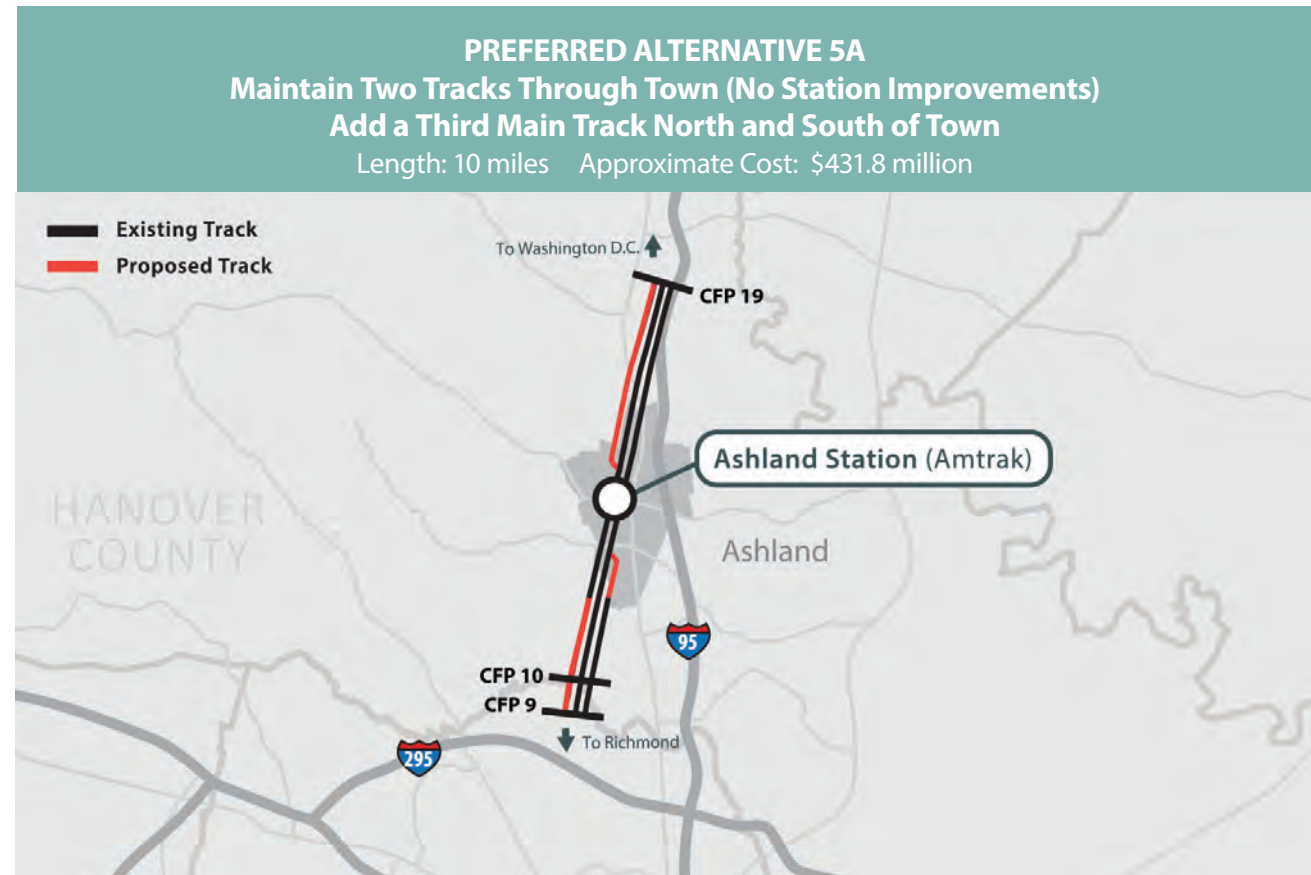 PREFERRED ALTERNATIVE 5A
Maintain Two Tracks Through Town (No Station Improvements)
Add a Third Main Track North and South of Town
Length: 10 miles Approximate Cost: $431.8 million
Existing Track
Proposed Track
To Washington D.C.
CFP 19
Ashland Station (Amtrak)
HANOVER
COUNTY
Ashland
95
CFP 10
CFP 9
To Richmond
295